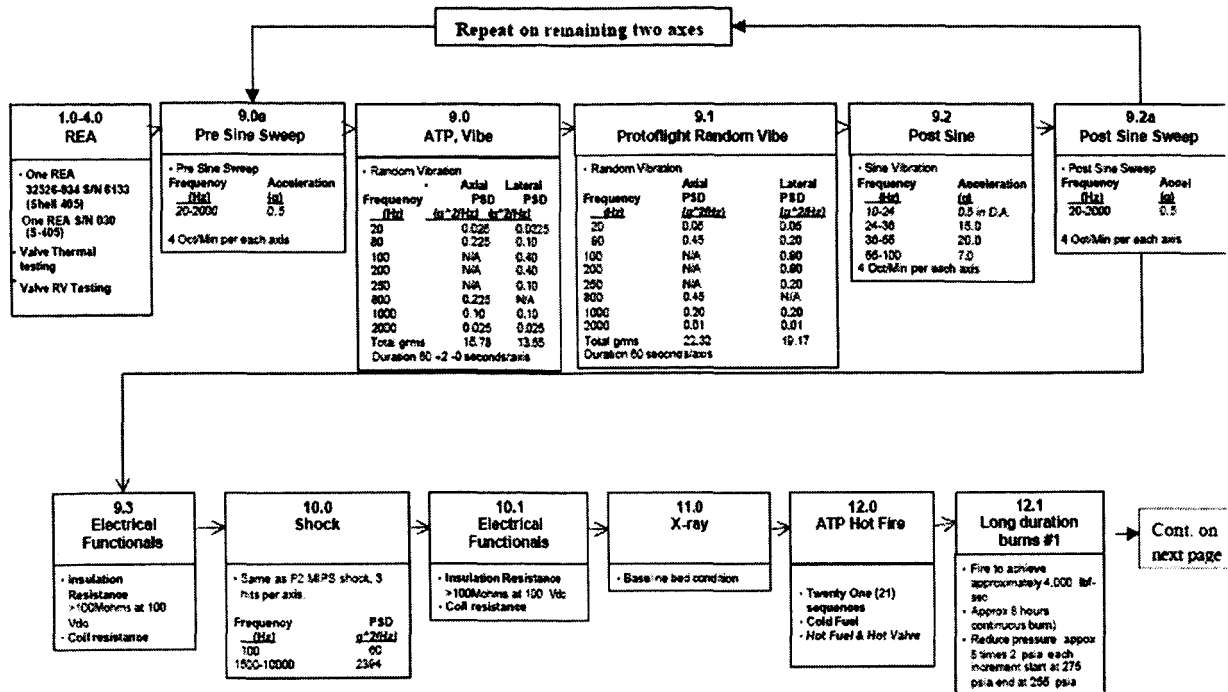 Repeat on remaining two axes
1.0-4.0
REA
· One REA
32326-834 S/N 6133
(Shell 405)
One REA S/N 030
(S-405)
· Valve Thermal
testing
· Valve RV Testing
9.0a
Pre Sine Sweep
· Pre Sine Sweep
Frequency Acceleration
(Hz) (g)
20-2000 0.5
4 Oct/Min per each axis
9.0
ATP, Vibe
· Random Vibration
Axial Lateral
Frequency PSD PSD
(Hz) (g^2/Hz) (g^2/Hz)
20 0.025 0.0225
80 0.225 0.10
100 N/A 0.40
200 N/A 0.40
250 N/A 0.10
800 0.225 N/A
1000 0.10 0.10
2000 0.025 0.025
Total grms 15.78 13.55
Duration 60 +2 -0 seconds/axis
9.1
Protoflight Random Vibe
· Random Vibration
Axial Lateral
Frequency PSD PSD
(Hz) (g^2/Hz) (g^2/Hz)
20 0.05 0.05
80 0.45 0.20
100 N/A 0.80
200 N/A 0.80
250 N/A 0.20
800 0.45 N/A
1000 0.20 0.20
2000 0.01 0.01
Total grms 22.32 19.17
Duration 60 seconds/axis
9.2
Post Sine
· Sine Vibration
Frequency Acceleration
(Hz) (g)
10-24 0.5 in D.A.
24-36 15.0
20.0
7.0
4 Oct/Min per each axis
9.2a
Post Sine Sweep
· Post Sine Sweep
Frequency Accel
(Hz) (g)
20-2000 0.5
4 Oct/Min per each axis
9.3
Electrical
Functionals
· Insulation
Resistance
>100Mohms at 100
Vdc
· Coil resistance
10.0
Shock
· Same as P2 MIPS shock, 3
hits per axis.
Frequency PSD
(Hz) g^2/Hz)
100 60
1500-10000 2394
10.1
Electrical
Functionals
· Insulation Resistance
>100Mohms at 100 Vdc
· Coil resistance
11.0
X-ray
· Baseline bed condition
12.0
ATP Hot Fire
· Twenty One (21)
sequences
· Cold Fuel
· Hot Fuel & Hot Valve
12.1
Long duration
burns #1
· Fire to achieve
approximately 4,000 lbf-
sec
· Approx 8 hours
continuous burn)
· Reduce pressure approx
times 2 psia each
increment start at 275
psia end at 255 psia
Cont. on
next page